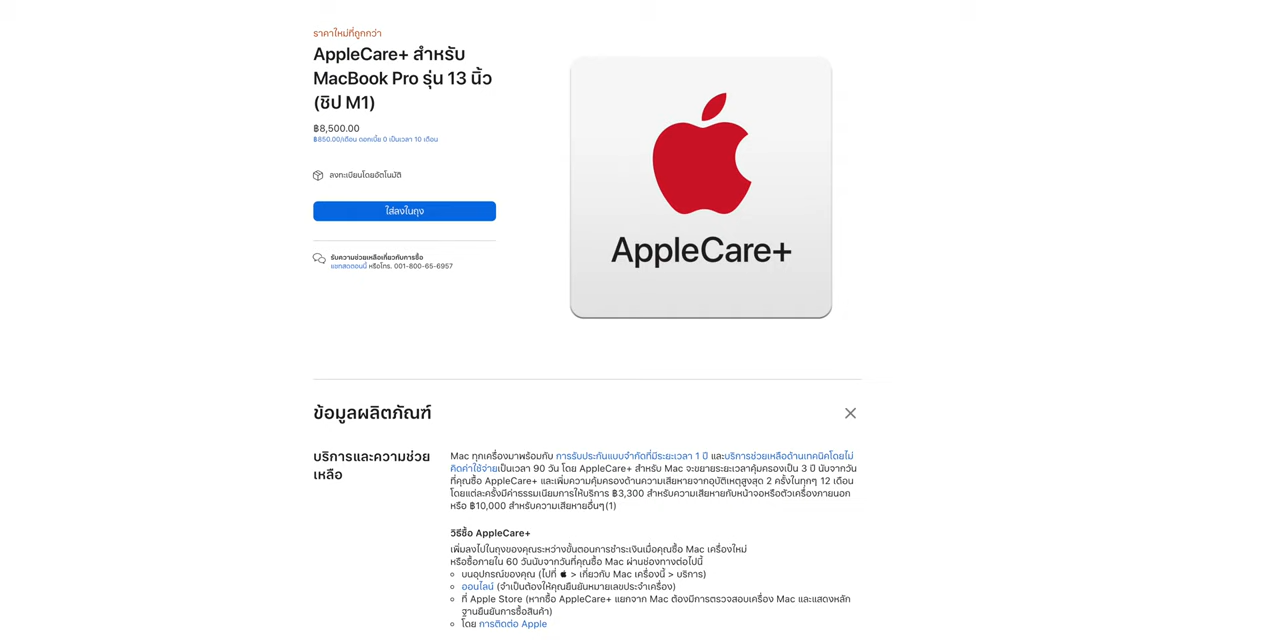 ราคาใหม่ที่ถูกกว่า
AppleCare+ สำหรับ
MacBook Pro รุ่น 13 นิ้ว
(ชิป M1)
฿8,500.00
฿850.00/เดือน ดอกเบี้ย 0 เป็นเวลา 10 เดือน
ลงทะเบียนโดยอัตโนมัติ
ใส่ลงในถุง
รับความช่วยเหลือเกี่ยวกับการซื้อ
แชทสดตอนนี้ หรือโทร. 001-800-65-6957
AppleCare+
ข้อมูลผลิตภัณฑ์
บริการและความช่วย
เหลือ
Mac ทุกเครื่องมาพร้อมกับ การรับประกันแบบจำกัดที่มีระยะเวลา 1 ปี และบริการช่วยเหลือด้านเทคนิคโดยไม่
คิดค่าใช้จ่ายเป็นเวลา 90 วัน โดย AppleCare+ สำหรับ Mac จะขยายระยะเวลาคุ้มครองเป็น 3 ปี นับจากวัน
ที่คุณซื้อ AppleCare+ และเพิ่มความคุ้มครองด้านความเสียหายจากอุบัติเหตุสูงสุด 2 ครั้งในทุกๆ 12 เดือน
โดยแต่ละครั้งมีค่าธรรมเนียมการให้บริการ ฿3,300 สำหรับความเสียหายกับหน้าจอหรือตัวเครื่องภายนอก
หรือ ฿10,000 สำหรับความเสียหายอื่นๆ(1)
วิธีซื้อ AppleCare+
เพิ่มลงไปในถุงของคุณระหว่างขั้นตอนการชำระเงินเมื่อคุณซื้อ Mac เครื่องใหม่
หรือซื้อภายใน 60 วันนับจากวันที่คุณซื้อ Mac ผ่านช่องทางต่อไปนี้
บนอุปกรณ์ของคุณ (ไปที่  > เกี่ยวกับ Mac เครื่องนี้ > บริการ)
ออนไลน์ (จำเป็นต้องให้คุณยืนยันหมายเลขประจำเครื่อง)
ที่ Apple Store (หากซื้อ AppleCare+ แยกจาก Mac ต้องมีการตรวจสอบเครื่อง Mac และแสดงหลัก
ฐานยืนยันการซื้อสินค้า)
โดย การติดต่อ Apple